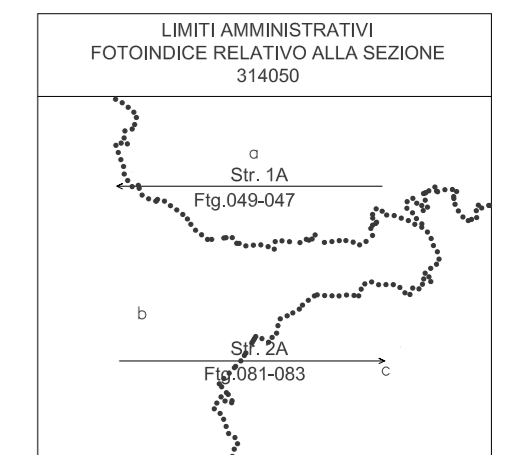 LIMITI AMMINISTRATIVI
FOTOINDICE RELATIVO ALLA SEZIONE
314050
a
Str. 1A
Ftg.049-047
b
Str. 2A
Ftg.081-083
c